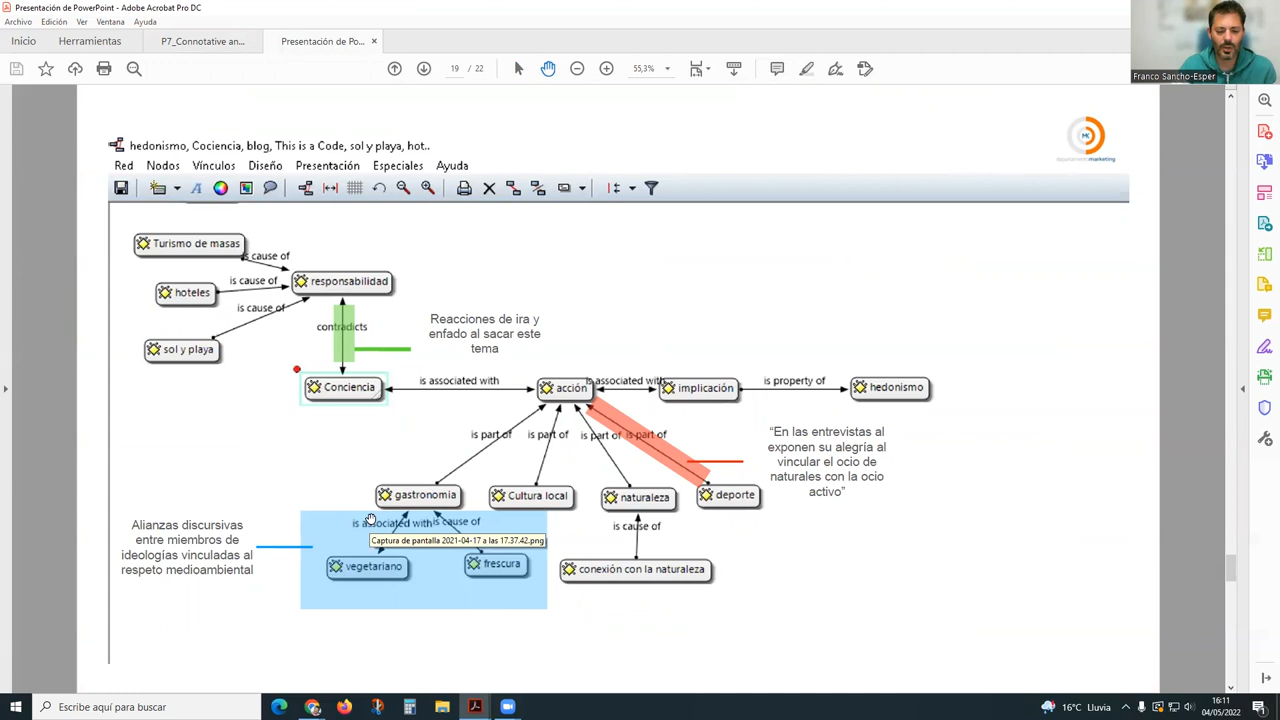 Presentación de PowerPoint - Adobe Acrobat Pro DC
Archivo Edición Ver Ventana Ayuda
Inicio Herramientas P7_Connotative an... Presentación de Po... ×
19 / 22 55,3%
Franco Sancho-Esper
MC
departamentomarketing
hedonismo, Cociencia, blog, This is a Code, sol y playa, hot..
Red Nodos Vínculos Diseño Presentación Especiales Ayuda
Turismo de masas
is cause of
responsabilidad
is cause of
hoteles
is cause of
sol y playa
contradicts
Reacciones de ira y
enfado al sacar este
tema
Conciencia
is associated with
acción
is associated with
implicación
is property of
hedonismo
is part of
is part of
is part of
is part of
"En las entrevistas al
exponen su alegría al
vincular el ocio de
naturales con la ocio
activo"
gastronomia
Cultura local
naturaleza
deporte
Alianzas discursivas
entre miembros de
ideologías vinculadas al
respeto medioambiental
is associated with
is cause of
is cause of
Captura de pantalla 2021-04-17 a las 17.37.42.png
vegetariano
frescura
conexión con la naturaleza
Escribe aquí para buscar
16°C Lluvia
16:11
04/05/2022